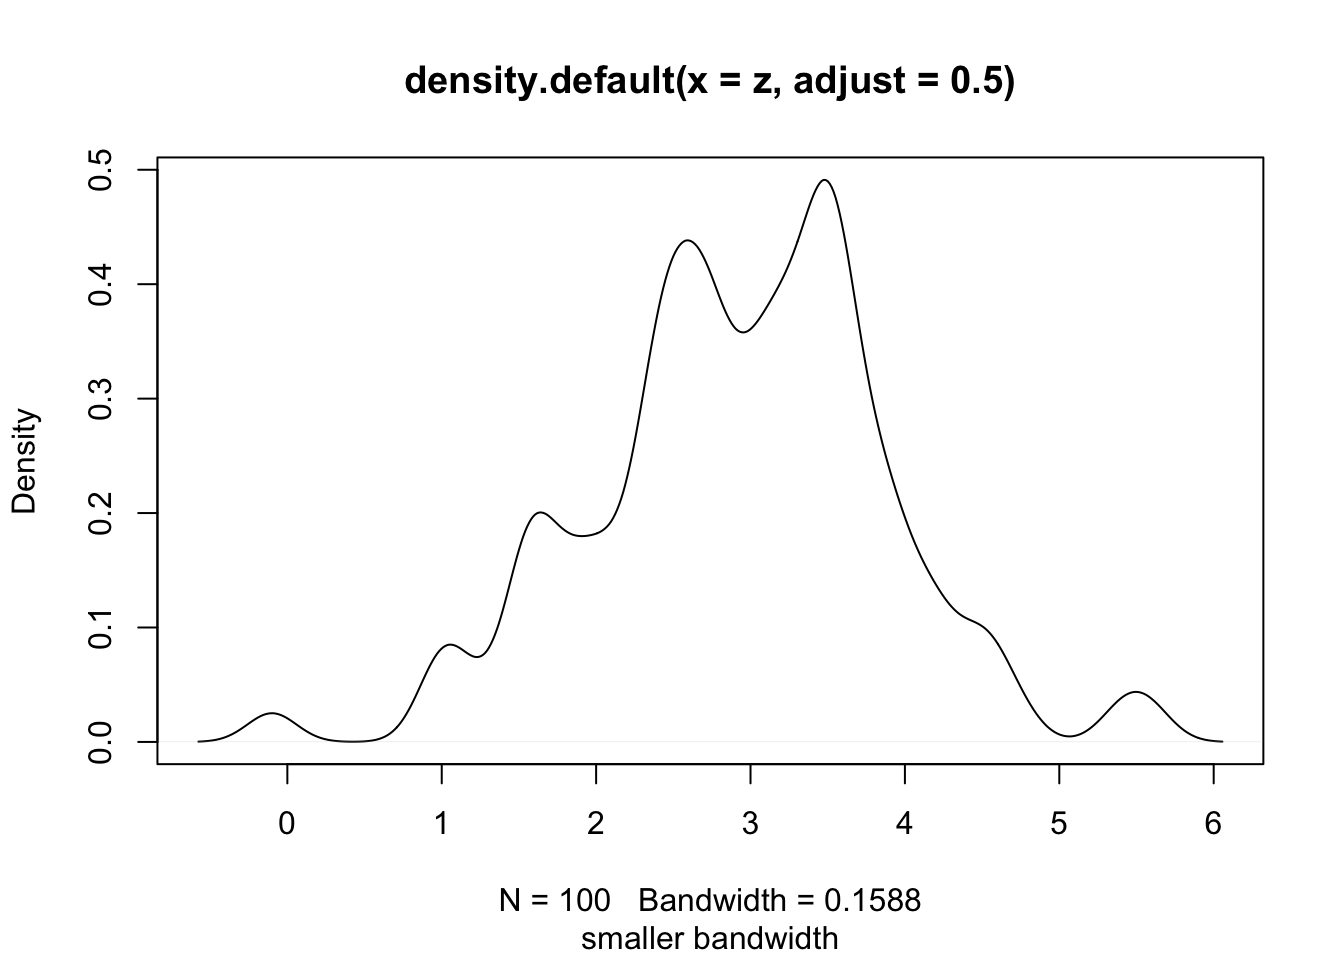 density.default(x = z, adjust = 0.5)
Density
0.5
0.4
0.3
0.2
0.1
0.0
0 1 2 3 4 5 6
N = 100 Bandwidth = 0.1588
smaller bandwidth